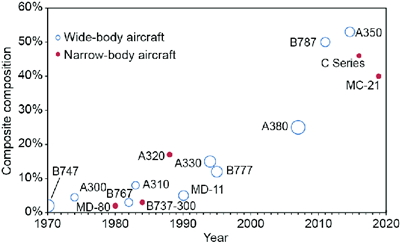 60%
50%
40%
30%
20%
10%
0%
Composite composition
Wide-body aircraft
Narrow-body aircraft
B787
A350
C Series
MC-21
A380
A320
A330
B777
B747
A300
B767
A310
MD-11
MD-80
B737-300
1970
1980
1990
2000
2010
2020
Year